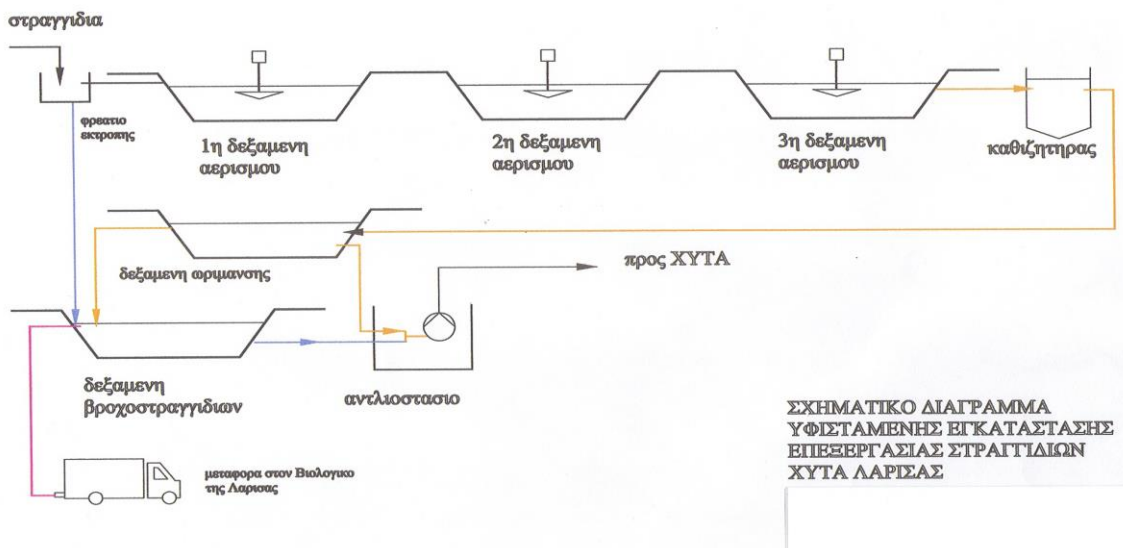 στραγγιδια
φρεατιο
εκτροπης
1η δεξαμενη
αερισμου
2η δεξαμενη
αερισμου
3η δεξαμενη
αερισμου
καθιζητηρας
δεξαμενη ωριμανσης
προς ΧΥΤΑ
δεξαμενη
βροχοστραγγιδιων
αντλιοστασιο
μεταφορα στον Βιολογικο
της Λαρισας
ΣΧΗΜΑΤΙΚΟ ΔΙΑΓΡΑΜΜΑ
ΥΦΙΣΤΑΜΕΝΗΣ ΕΓΚΑΤΑΣΤΑΣΗΣ
ΕΠΕΞΕΡΓΑΣΙΑΣ ΣΤΡΑΓΓΙΔΙΩΝ
ΧΥΤΑ ΛΑΡΙΣΑΣ